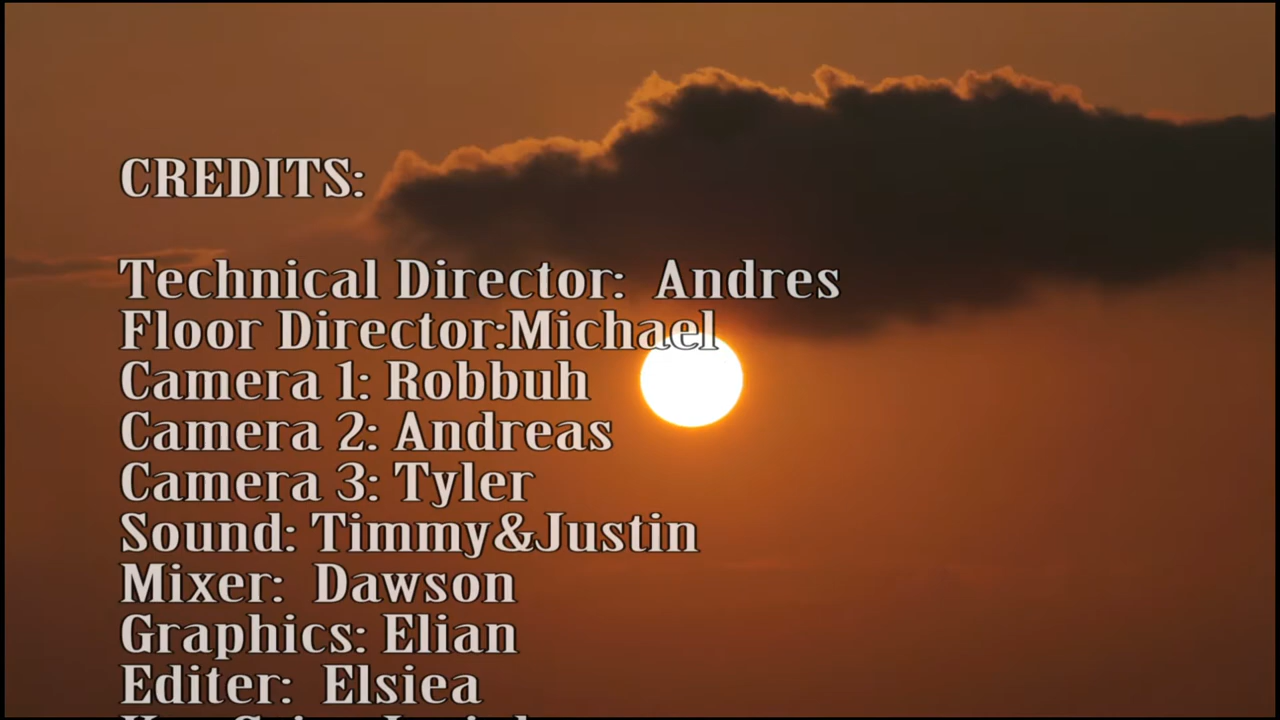 CREDITS:
Technical Director:  Andres
Floor Director:Michael
Camera 1: Robbuh
Camera 2: Andreas
Camera 3: Tyler
Sound: Timmy&Justin
Mixer:  Dawson
Graphics: Elian
Editer:  Elsiea